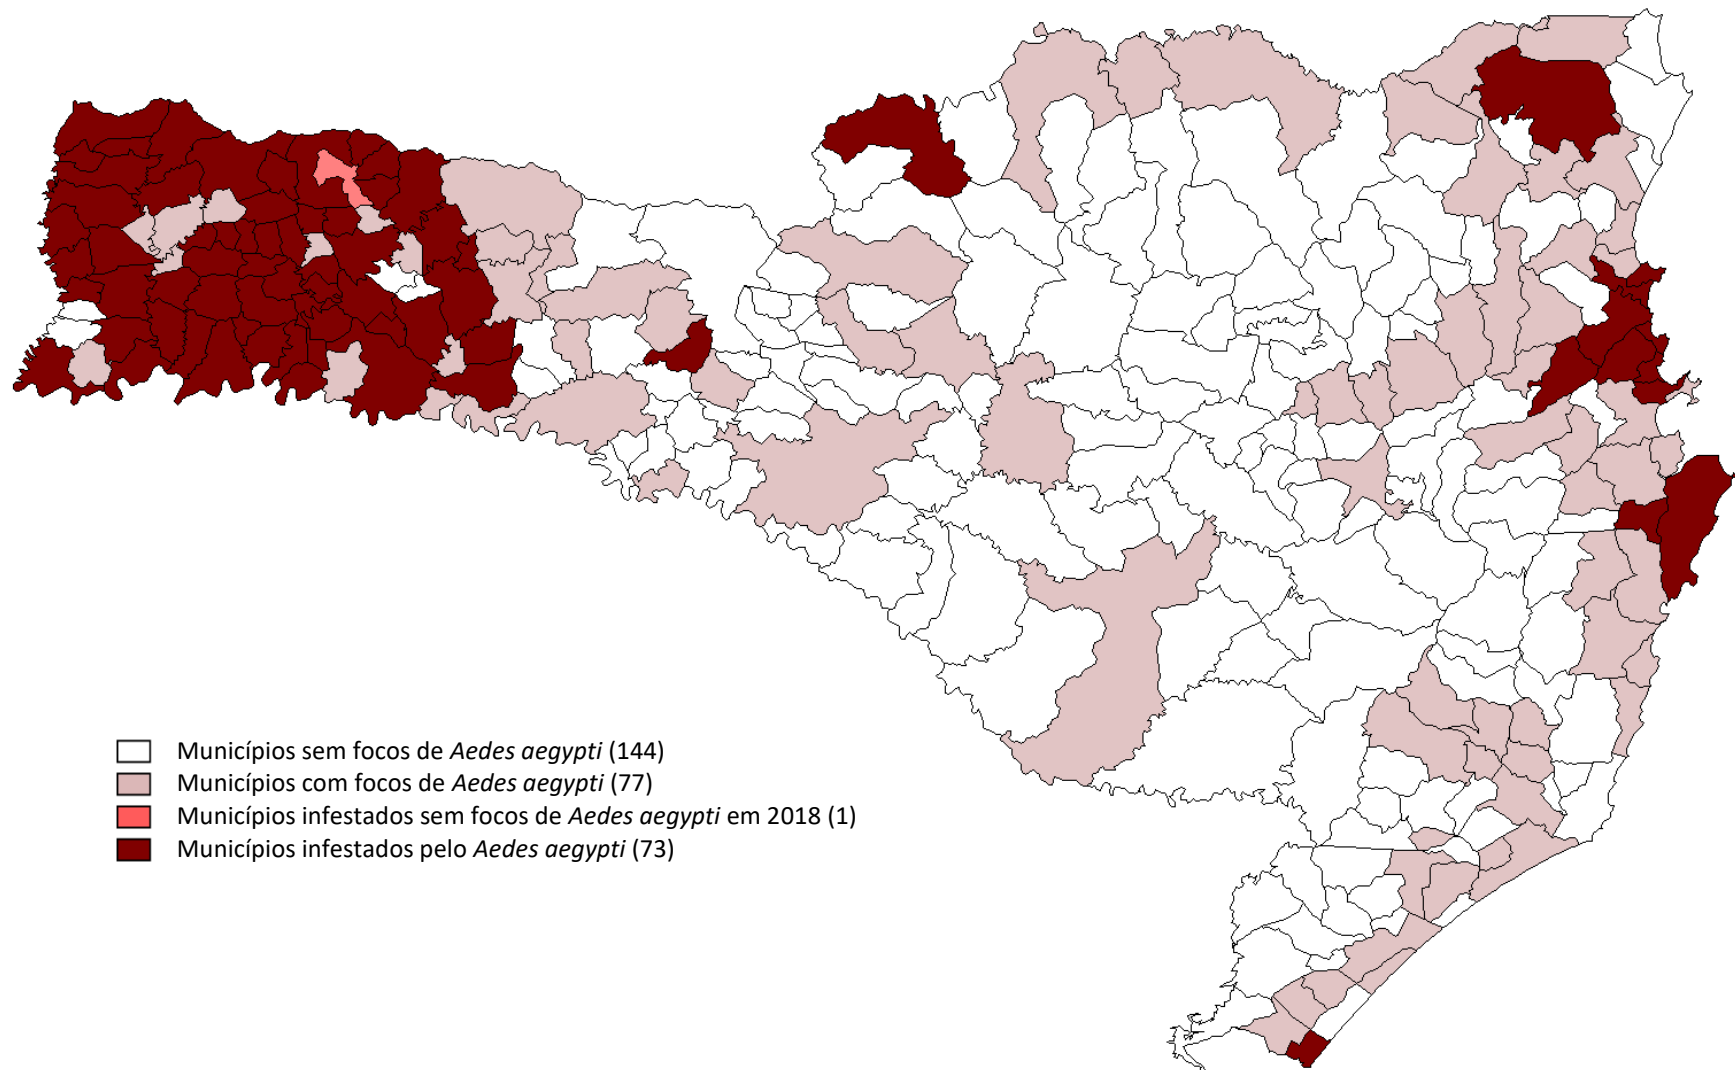 Municípios sem focos de Aedes aegypti (144)
Municípios com focos de Aedes aegypti (77)
Municípios infestados sem focos de Aedes aegypti em 2018 (1)
Municípios infestados pelo Aedes aegypti (73)